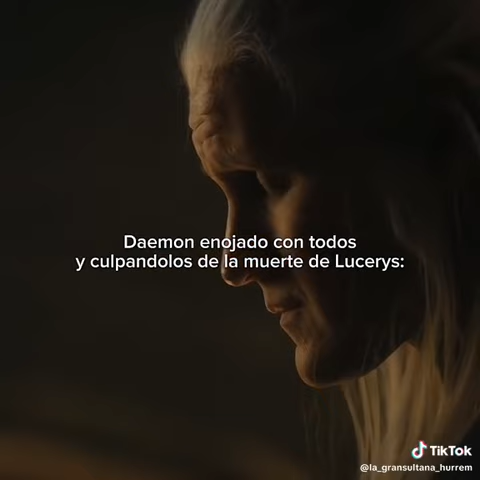 Daemon enojado con todos
y culpandolos de la muerte de Lucerys:
TikTok
@la_gransultana_hurrem